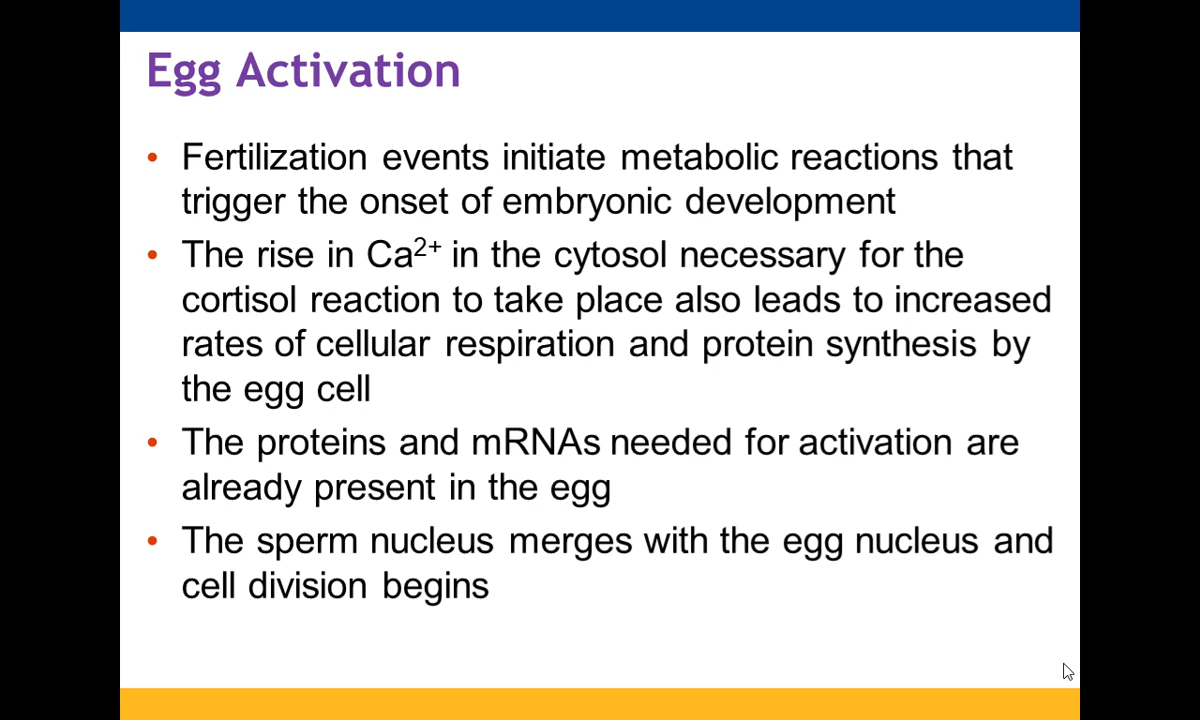 Egg Activation
• Fertilization events initiate metabolic reactions that
trigger the onset of embryonic development
• The rise in Ca²⁺ in the cytosol necessary for the
cortisol reaction to take place also leads to increased
rates of cellular respiration and protein synthesis by
the egg cell
• The proteins and mRNAs needed for activation are
already present in the egg
• The sperm nucleus merges with the egg nucleus and
cell division begins